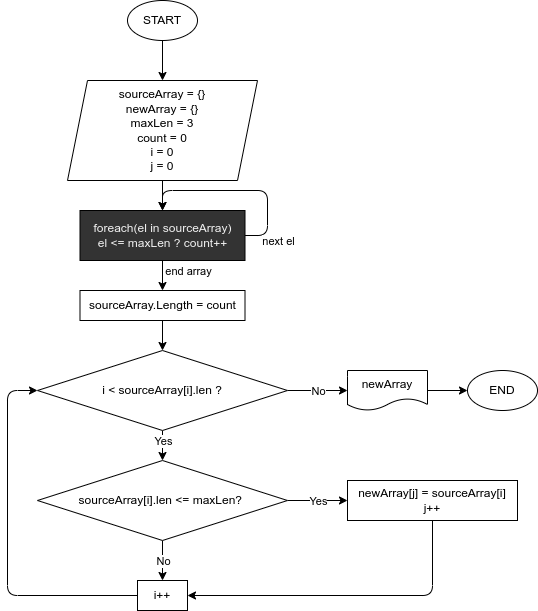 START
sourceArray = {}
newArray = {}
maxLen = 3
count = 0
i = 0
j = 0
foreach(el in sourceArray)
el <= maxLen ? count++
next el
end array
sourceArray.Length = count
i < sourceArray[i].len ?
No
newArray
END
Yes
sourceArray[i].len <= maxLen?
Yes
newArray[j] = sourceArray[i]
j++
No
i++